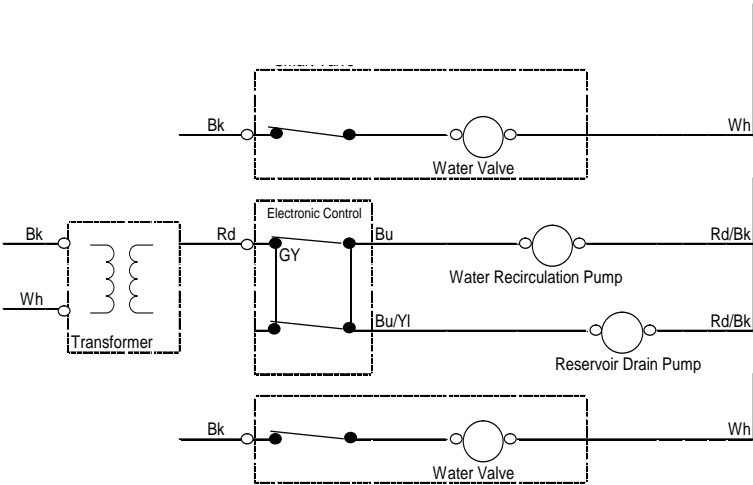 Bk
Wh
Water Valve
Electronic Control
Bk
Rd
Bu
Rd/Bk
GY
Water Recirculation Pump
Wh
Bu/Yl
Rd/Bk
Transformer
Reservoir Drain Pump
Bk
Wh
Water Valve